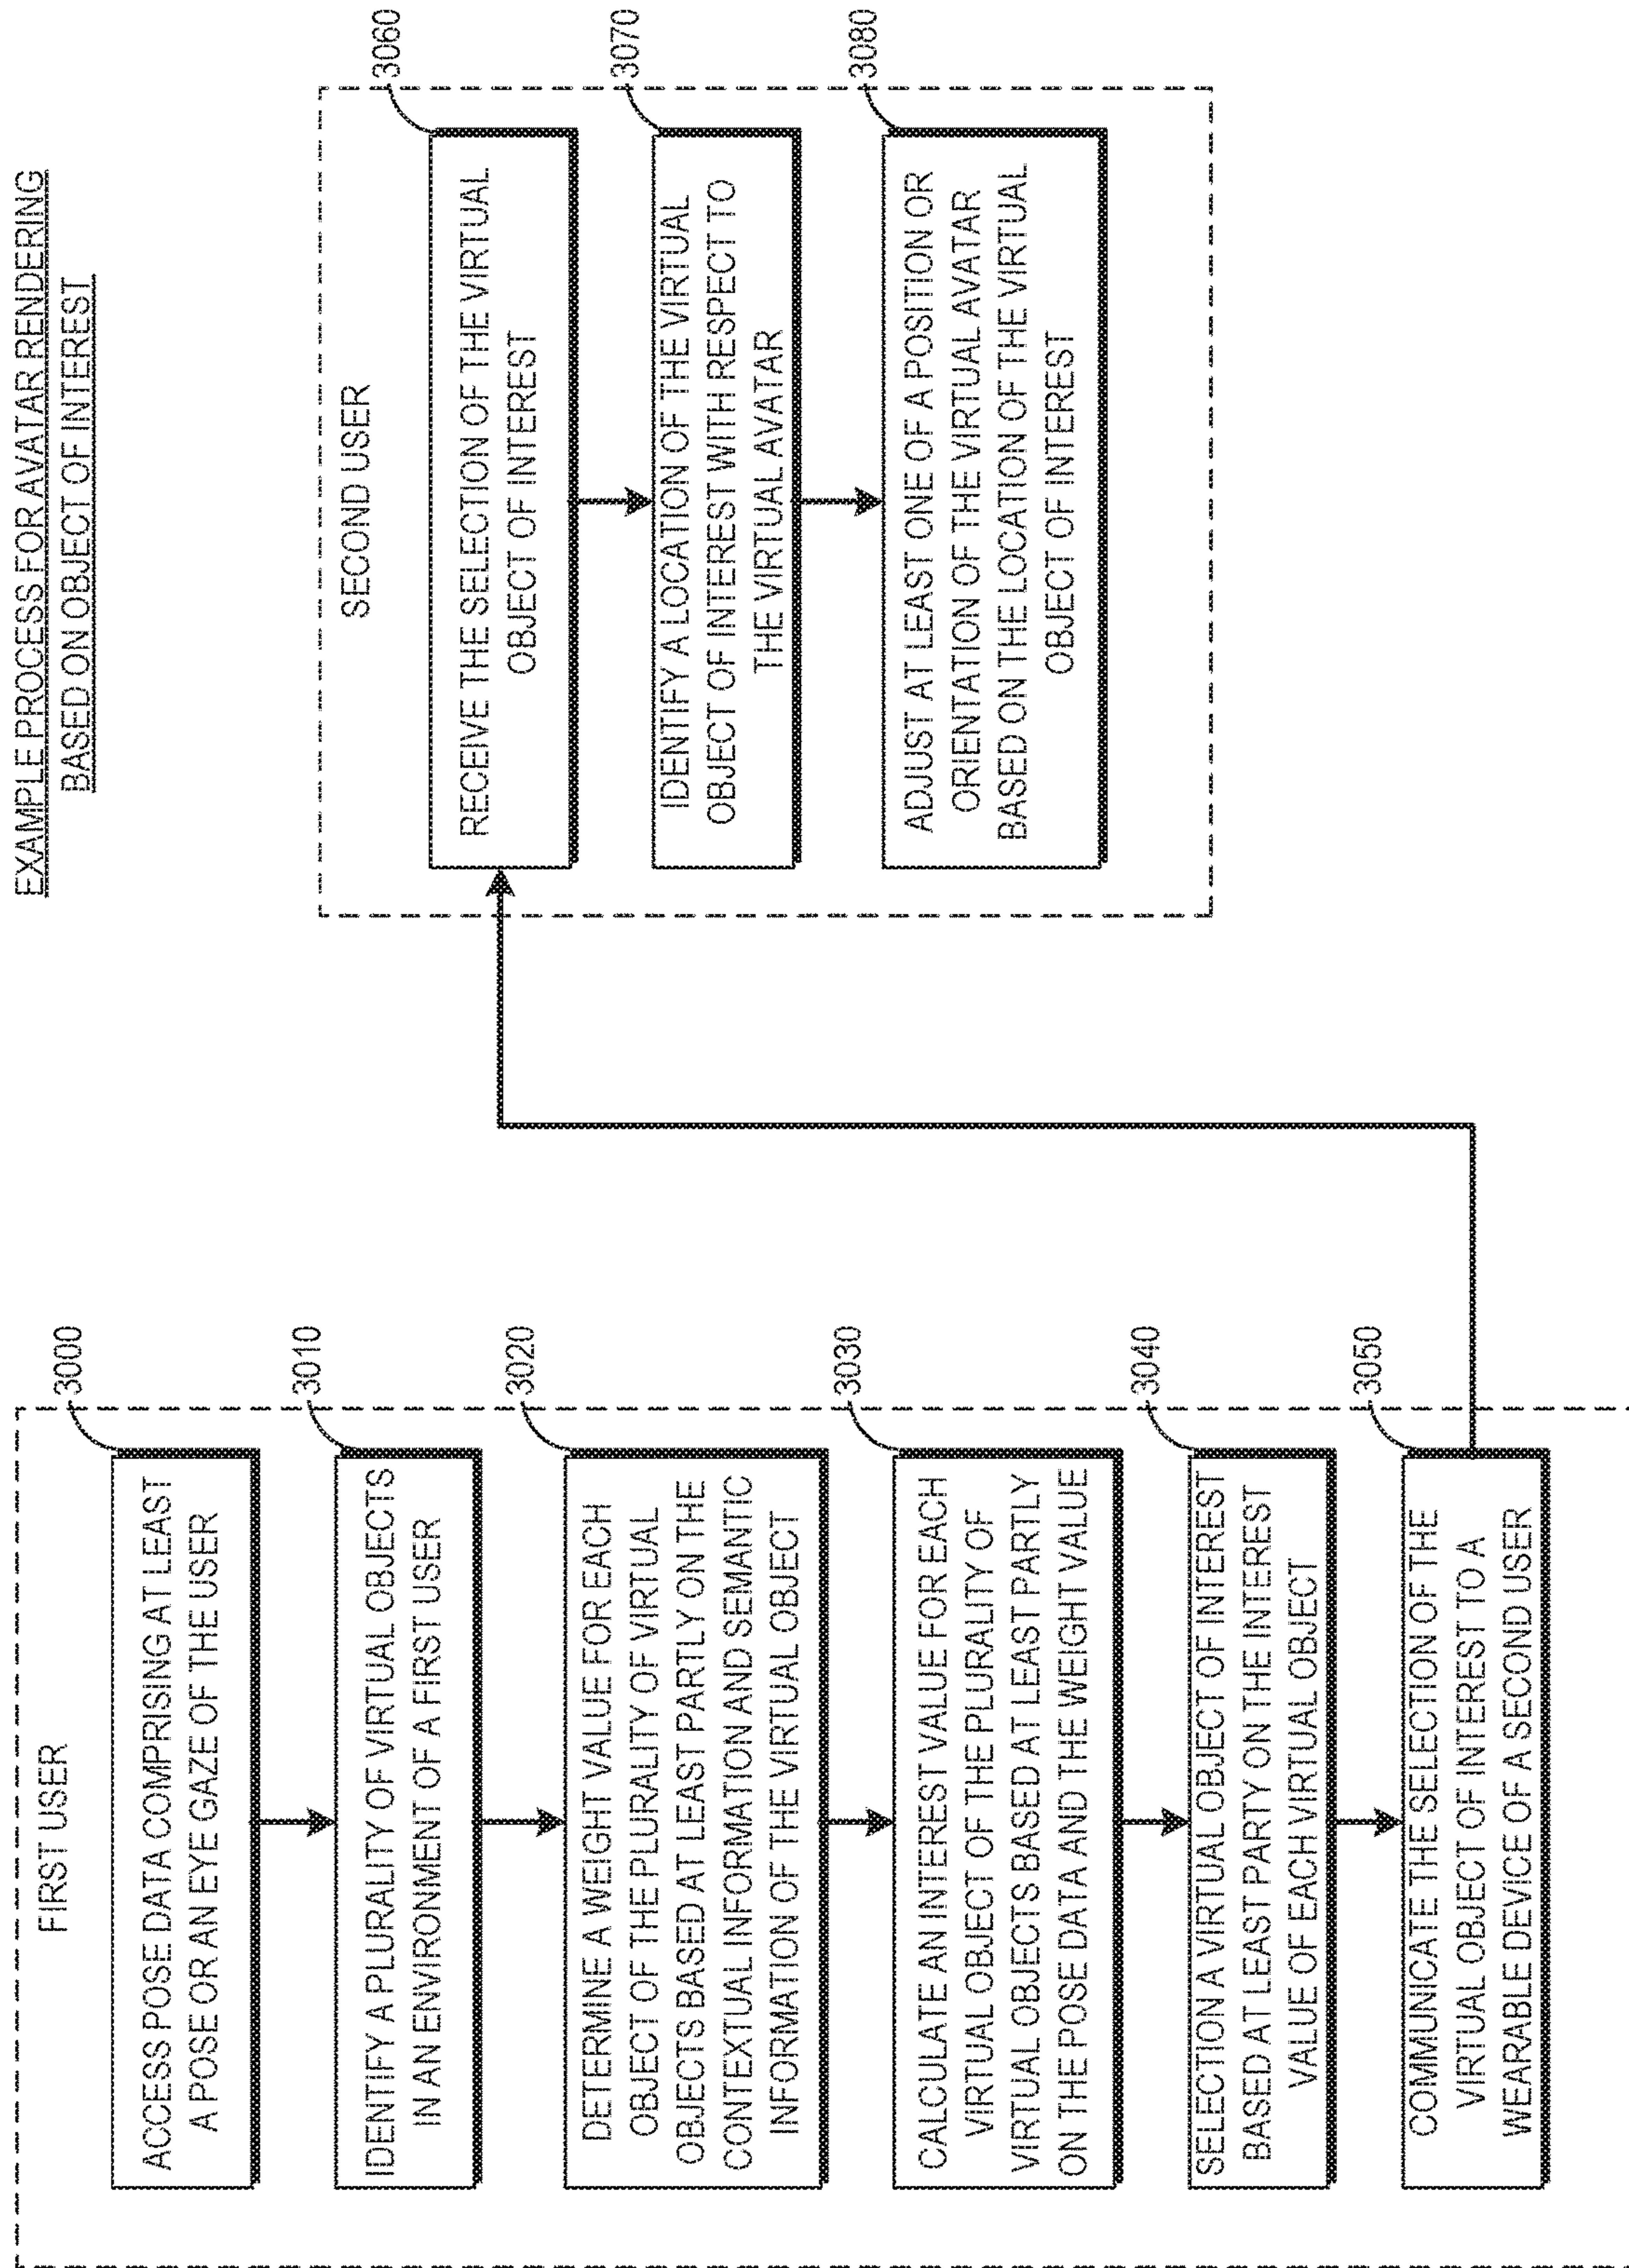 EXAMPLE PROCESS FOR AVATAR RENDERING
BASED ON OBJECT OF INTEREST
FIRST USER
3000
ACCESS POSE DATA COMPRISING AT LEAST
A POSE OR AN EYE GAZE OF THE USER
3010
IDENTIFY A PLURALITY OF VIRTUAL OBJECTS
IN AN ENVIRONMENT OF A FIRST USER
3020
DETERMINE A WEIGHT VALUE FOR EACH
OBJECT OF THE PLURALITY OF VIRTUAL
OBJECTS BASED AT LEAST PARTLY ON THE
CONTEXTUAL INFORMATION AND SEMANTIC
INFORMATION OF THE VIRTUAL OBJECT
3030
CALCULATE AN INTEREST VALUE FOR EACH
VIRTUAL OBJECT OF THE PLURALITY OF
VIRTUAL OBJECTS BASED AT LEAST PARTLY
ON THE POSE DATA AND THE WEIGHT VALUE
3040
SELECTION A VIRTUAL OBJECT OF INTEREST
BASED AT LEAST PARTY ON THE INTEREST
VALUE OF EACH VIRTUAL OBJECT
3050
COMMUNICATE THE SELECTION OF THE
VIRTUAL OBJECT OF INTEREST TO A
WEARABLE DEVICE OF A SECOND USER
SECOND USER
3060
RECEIVE THE SELECTION OF THE VIRTUAL
OBJECT OF INTEREST
3070
IDENTIFY A LOCATION OF THE VIRTUAL
OBJECT OF INTEREST WITH RESPECT TO
THE VIRTUAL AVATAR
3080
ADJUST AT LEAST ONE OF A POSITION OR
ORIENTATION OF THE VIRTUAL AVATAR
BASED ON THE LOCATION OF THE VIRTUAL
OBJECT OF INTEREST